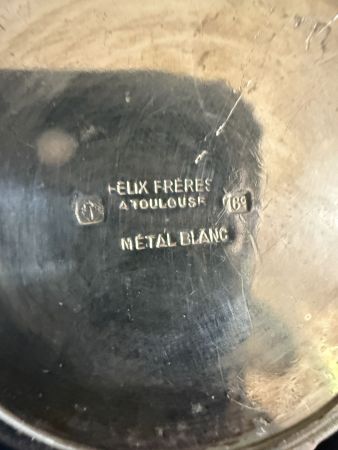 FELIX FRÈRES
A TOULOUSE
MÉTAL BLANC